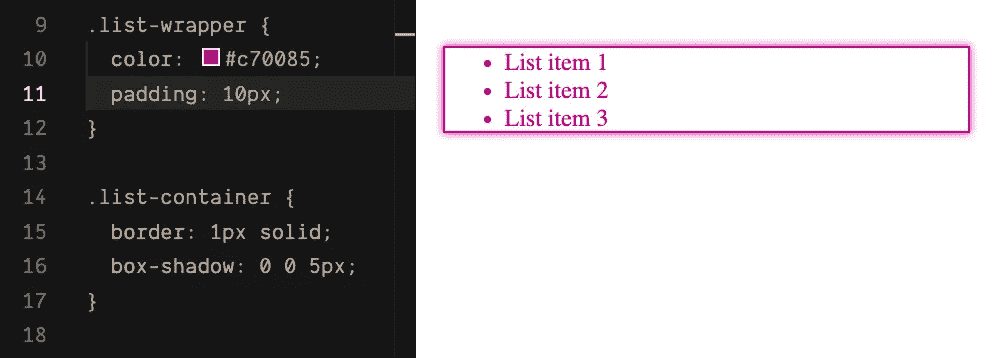 9 .list-wrapper {
10 color: #c70085;
11 padding: 10px;
12 }
13
14 .list-container {
15 border: 1px solid;
16 box-shadow: 0 0 5px;
17 }
18
• List item 1
• List item 2
• List item 3